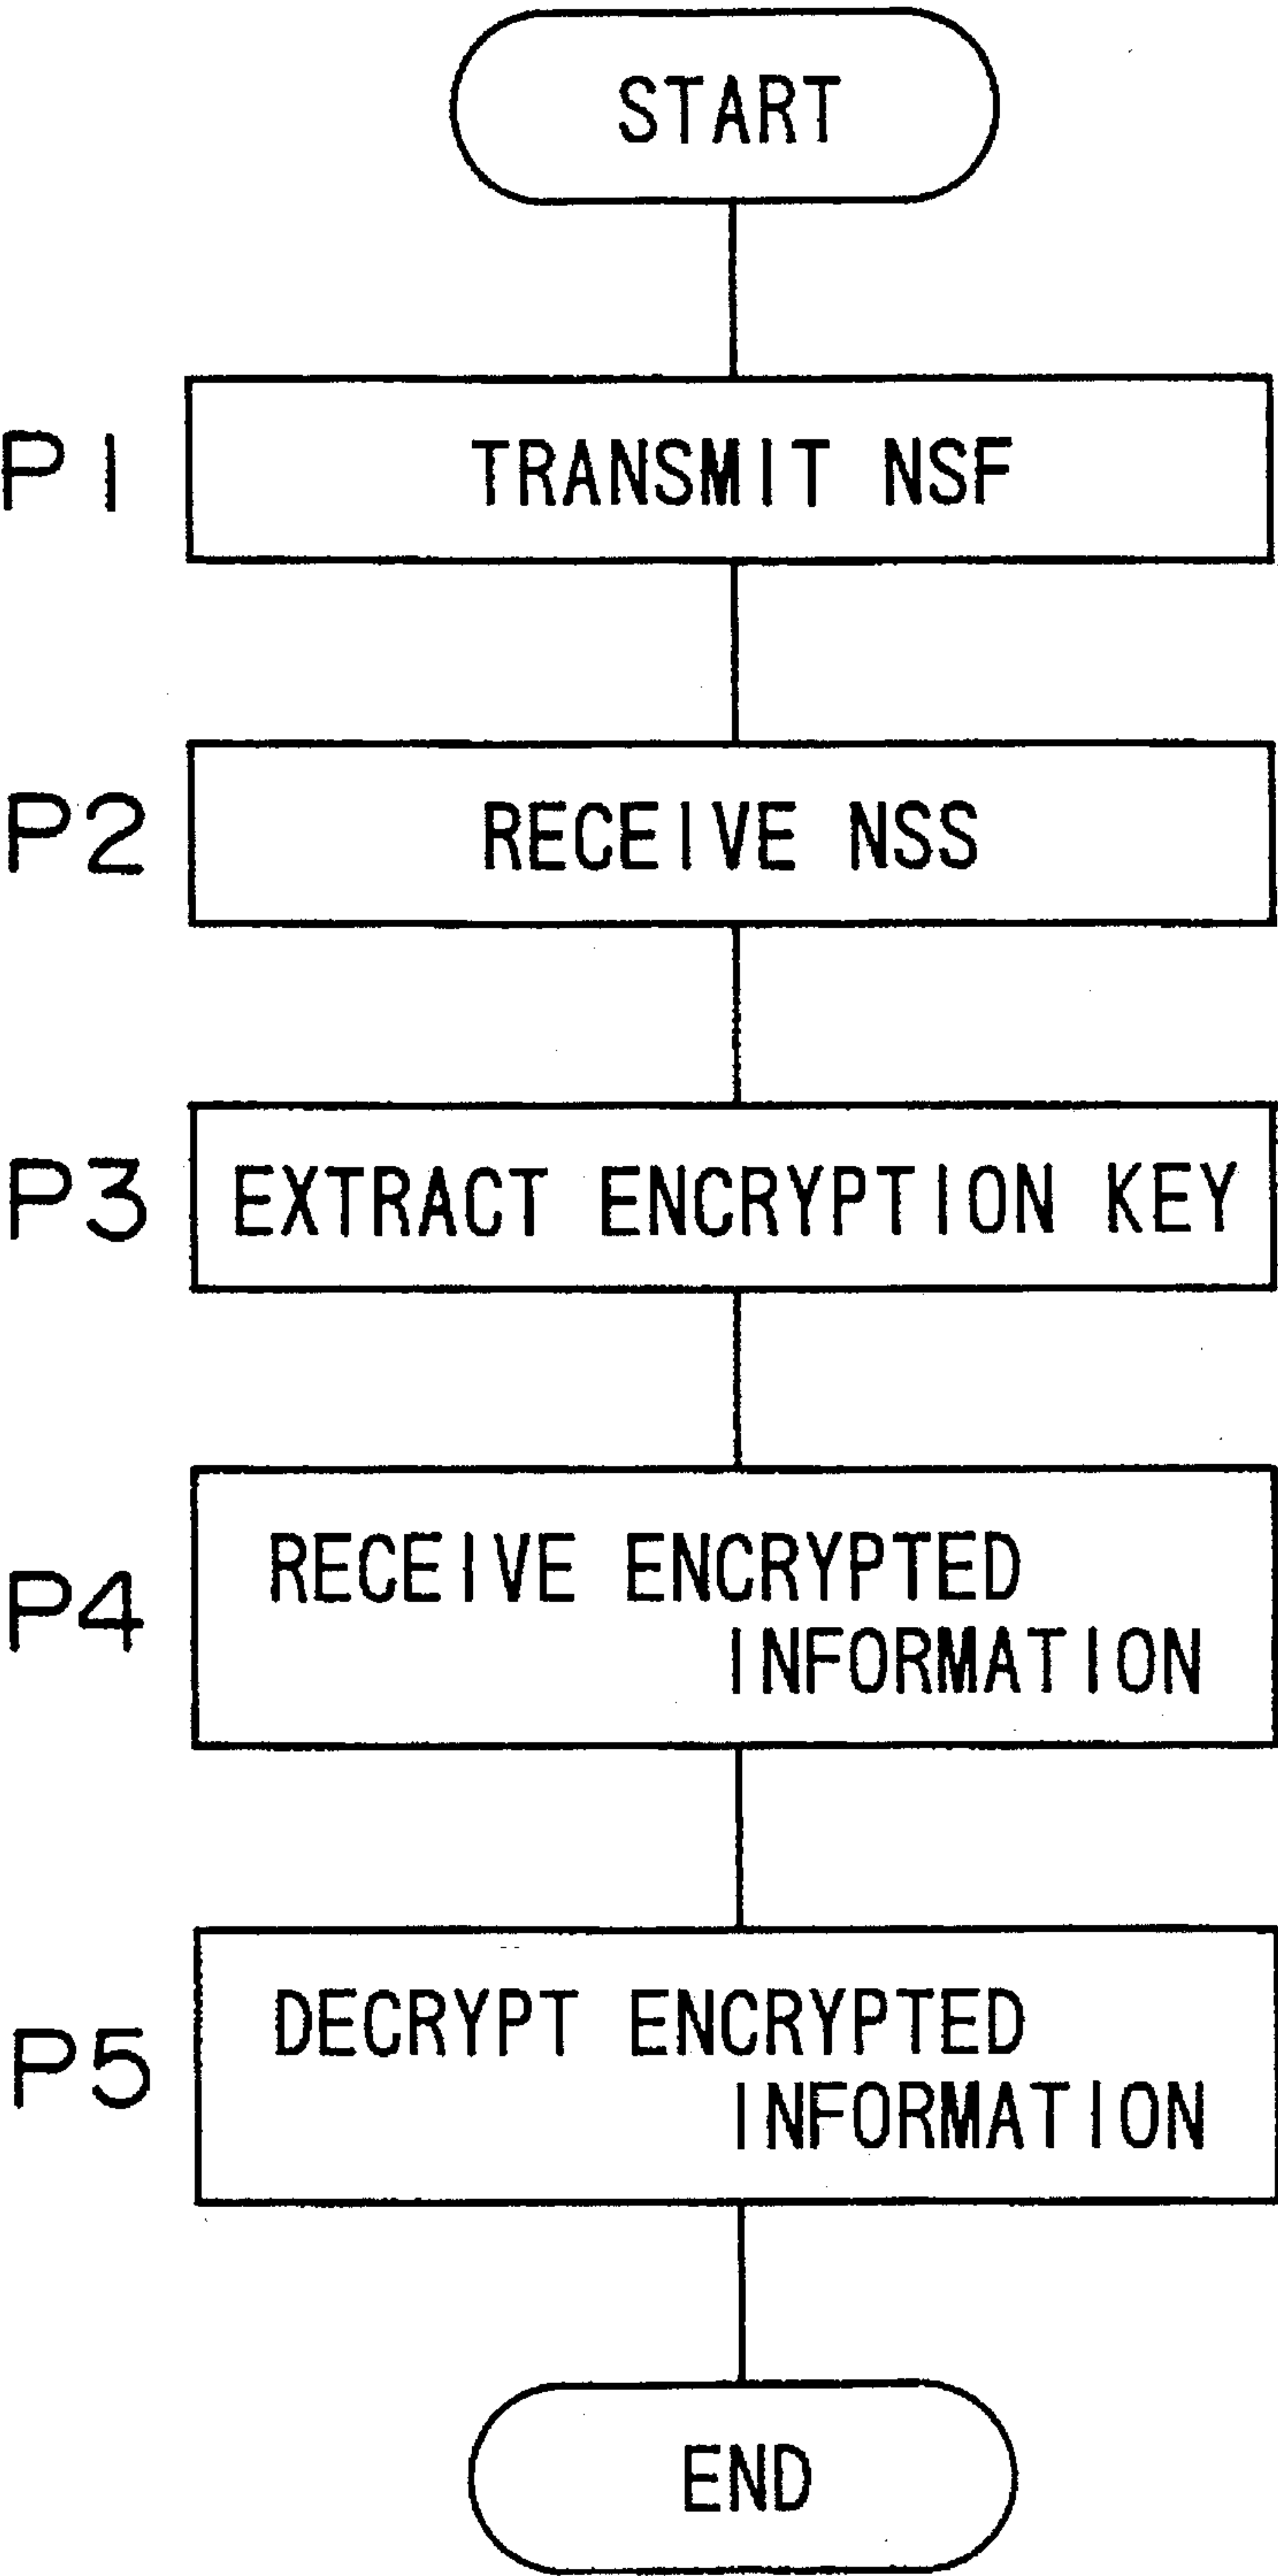 START
P1
TRANSMIT NSF
P2
RECEIVE NSS
P3
EXTRACT ENCRYPTION KEY
P4
RECEIVE ENCRYPTED
INFORMATION
P5
DECRYPT ENCRYPTED
INFORMATION
END